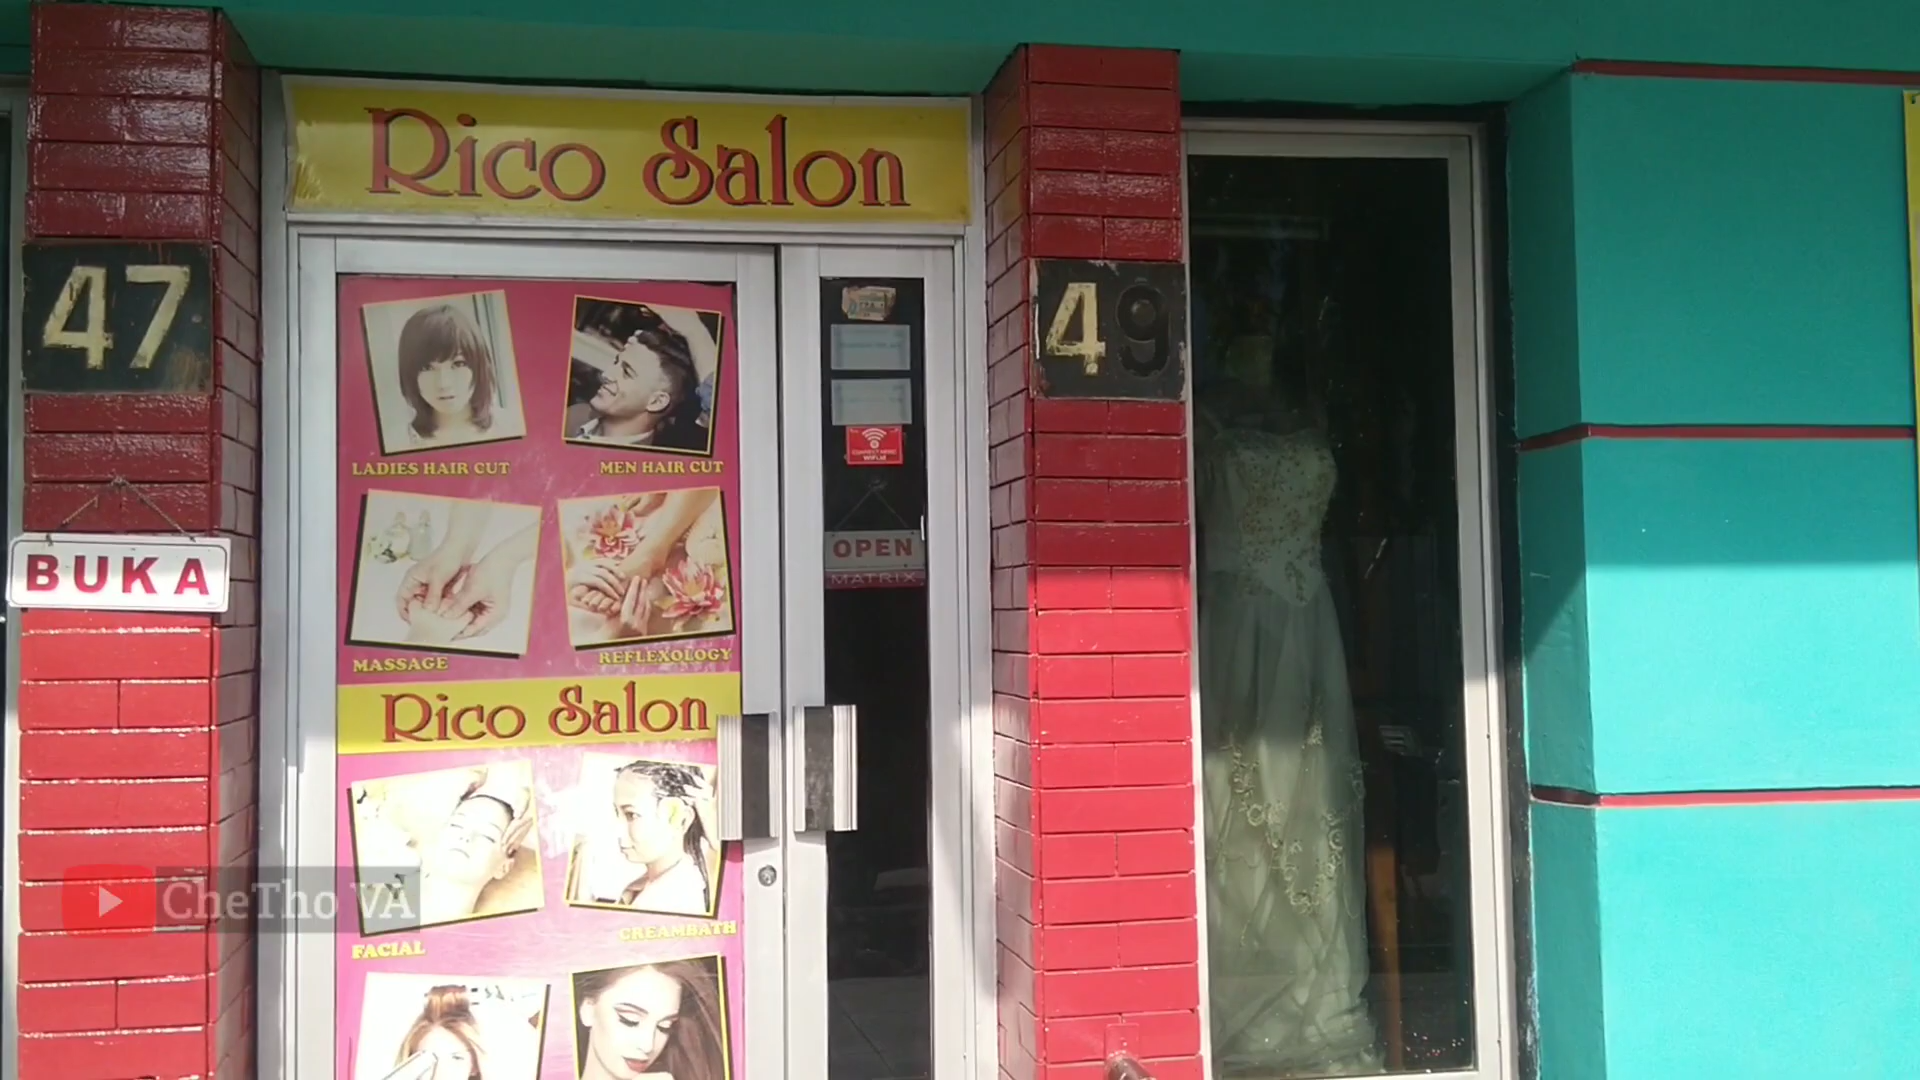 Rico Salon
47
49
LADIES HAIR CUT
MEN HAIR CUT
BUKA
OPEN
MATRIX
MASSAGE
REFLEXOLOGY
Rico Salon
CheTho VA
FACIAL
CREAMBATH